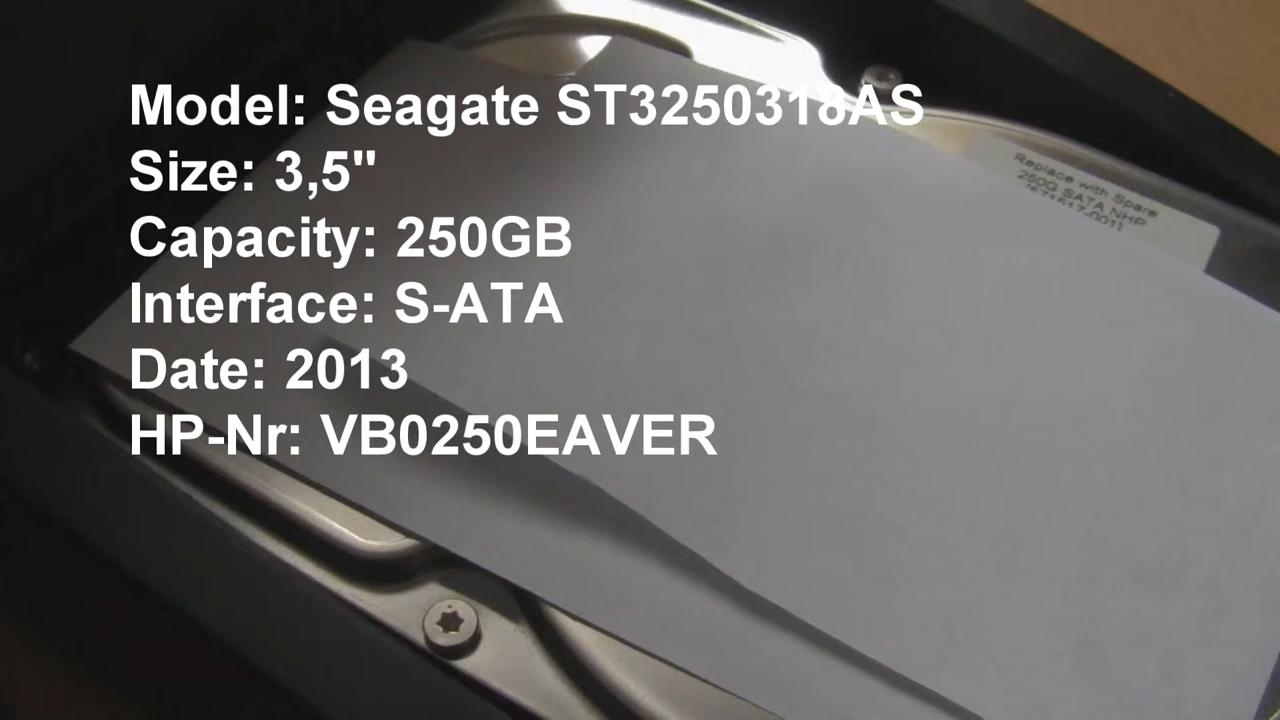 Model: Seagate ST3250318AS
Size: 3,5"
Capacity: 250GB
Interface: S-ATA
Date: 2013
HP-Nr: VB0250EAVER
Replace with Spare
250G SATA NHP